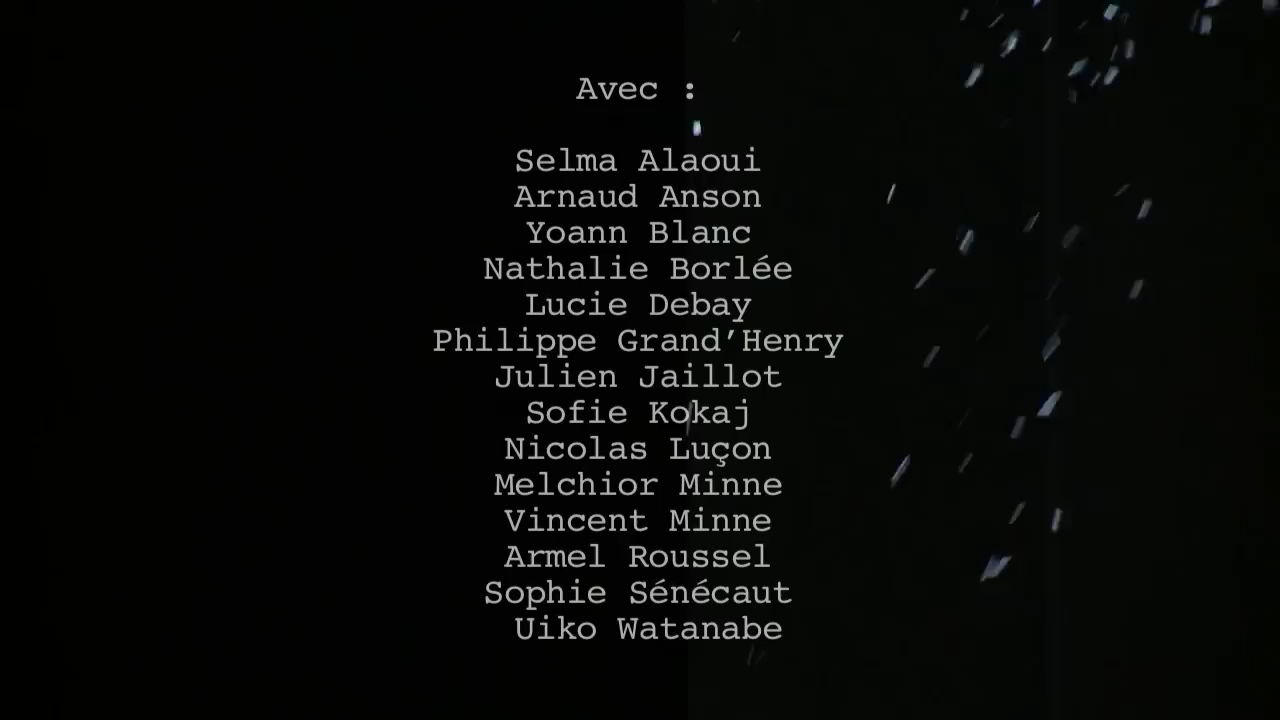 Avec :
Selma Alaoui
Arnaud Anson
Yoann Blanc
Nathalie Borlée
Lucie Debay
Philippe Grand’Henry
Julien Jaillot
Sofie Kokaj
Nicolas Luçon
Melchior Minne
Vincent Minne
Armel Roussel
Sophie Sénécaut
Uiko Watanabe